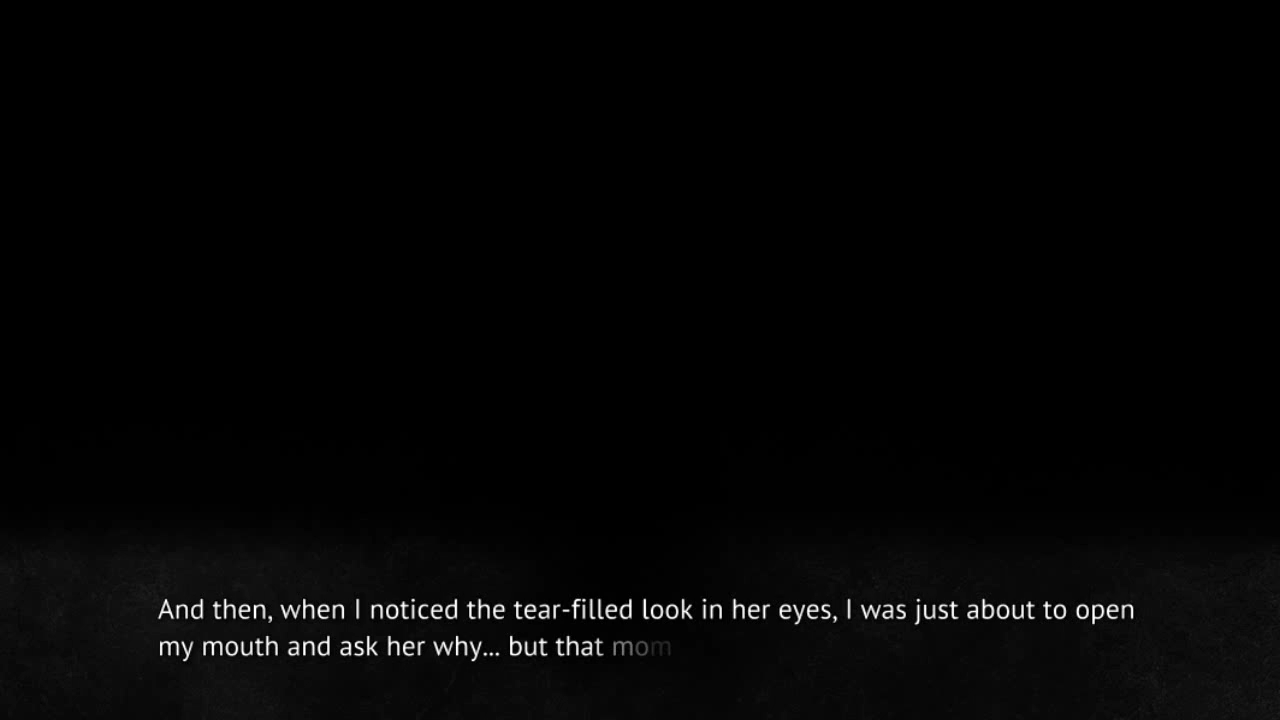 And then, when I noticed the tear-filled look in her eyes, I was just about to open
my mouth and ask her why... but that mom